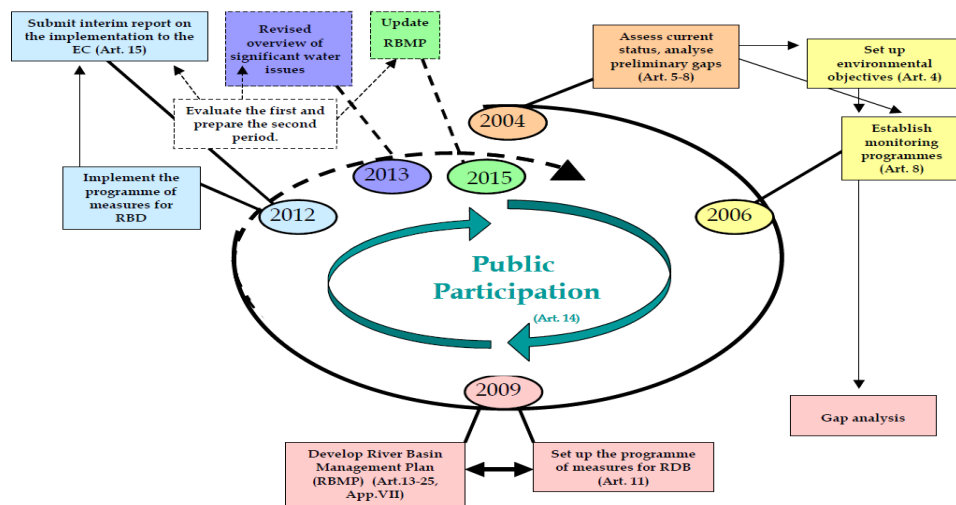 Submit interim report on
the implementation to the
EC (Art. 15)
Revised
overview of
significant water
issues
Update
RBMP
Assess current
status, analyse
preliminary gaps
(Art. 5-8)
Set up
environmental
objectives (Art. 4)
Evaluate the first and
prepare the second
period.
2004
Establish
monitoring
programmes
(Art. 8)
Implement the
programme of
measures for
RBD
2013
2015
2012
2006
Public
Participation
(Art. 14)
2009
Gap analysis
Develop River Basin
Management Plan
(RBMP) (Art.13-25,
App.VII)
Set up the programme
of measures for RDB
(Art. 11)